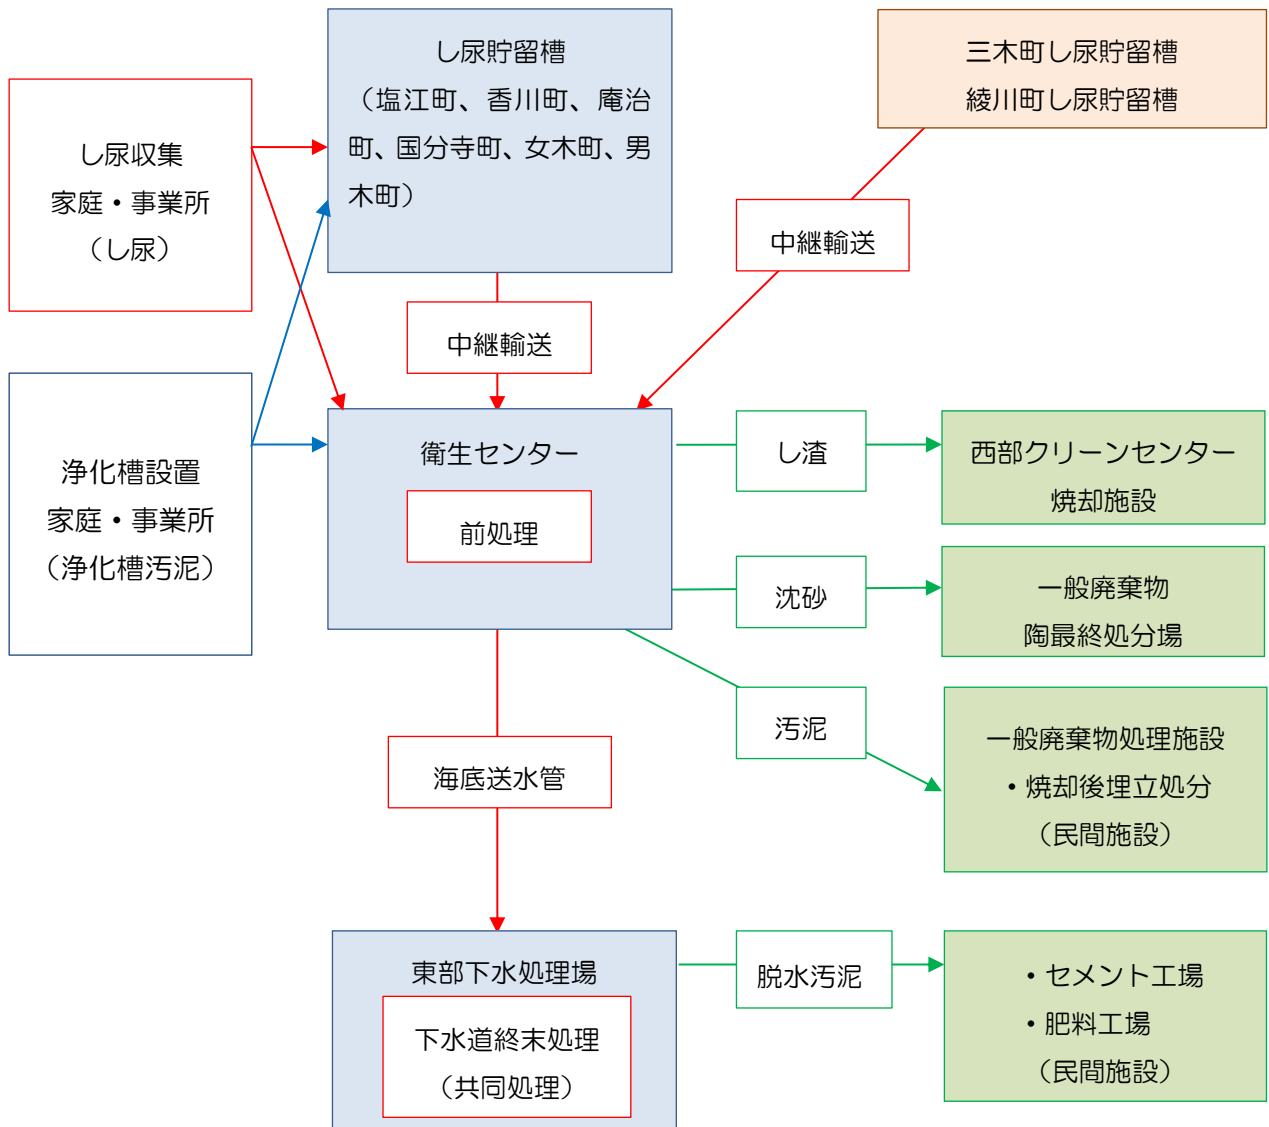 し尿貯留槽
（塩江町、香川町、庵治
町、国分寺町、女木町、男
木町）
三木町し尿貯留槽
綾川町し尿貯留槽
し尿収集
家庭・事業所
（し尿）
中継輸送
中継輸送
浄化槽設置
家庭・事業所
（浄化槽汚泥）
衛生センター
前処理
し渣
西部クリーンセンター
焼却施設
沈砂
一般廃棄物
陶最終処分場
汚泥
一般廃棄物処理施設
・焼却後埋立処分
（民間施設）
海底送水管
東部下水処理場
下水道終末処理
（共同処理）
脱水汚泥
・セメント工場
・肥料工場
（民間施設）